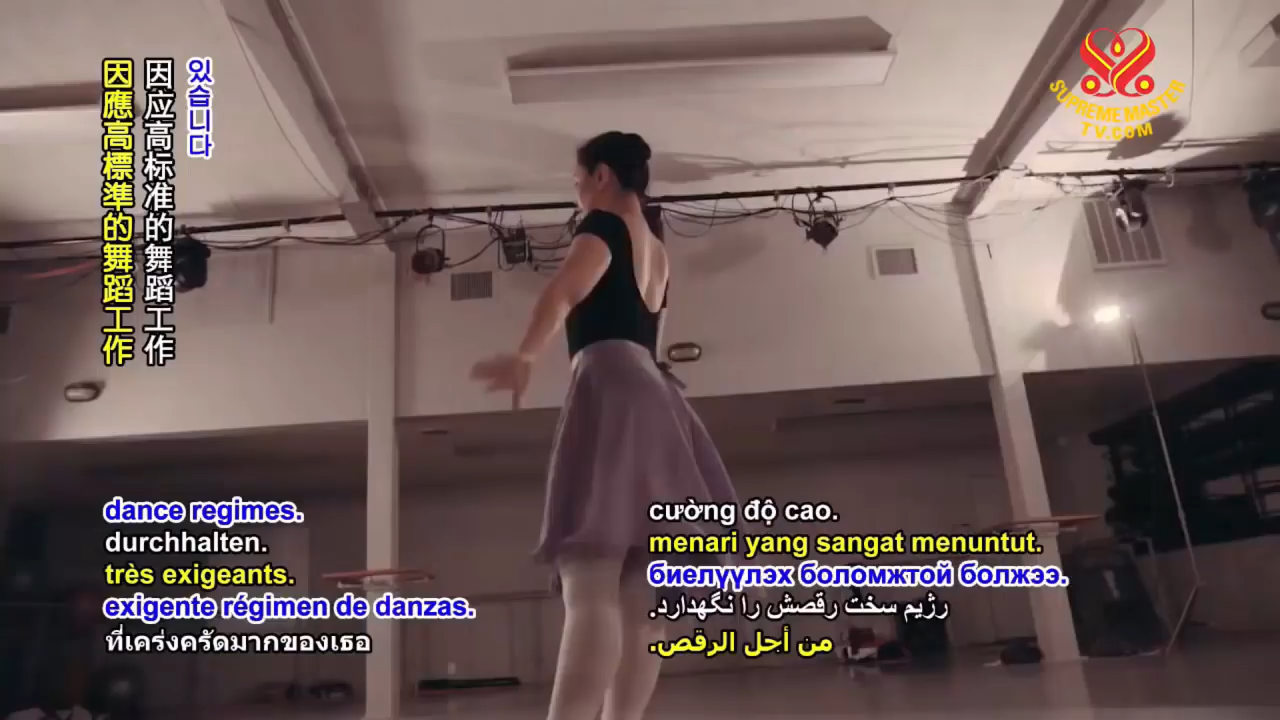 있습니다
因应高标准的舞蹈工作
因應高標準的舞蹈工作
SUPREME MASTER
TV.COM
dance regimes.
durchhalten.
très exigeants.
exigente régimen de danzas.
ที่เคร่งครัดมากของเธอ
cường độ cao.
menari yang sangat menuntut.
биелүүлэх боломжтой болжээ.
رژیم سخت رقصش را نگهدارد.
من أجل الرقص.